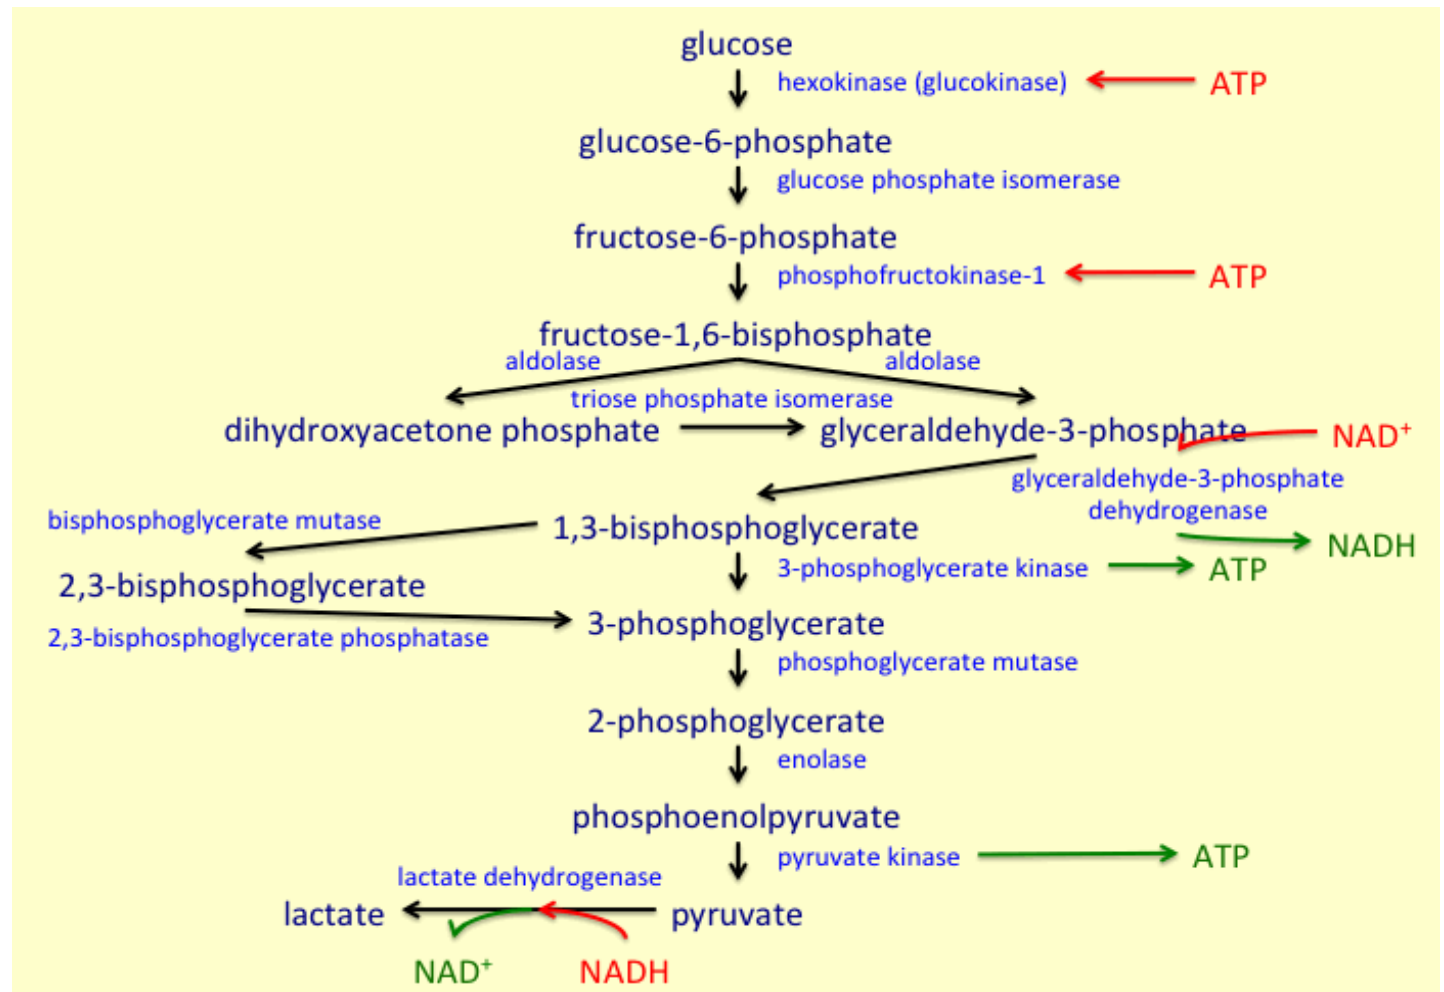 glucose
hexokinase (glucokinase) ATP
glucose-6-phosphate
glucose phosphate isomerase
fructose-6-phosphate
phosphofructokinase-1 ATP
fructose-1,6-bisphosphate
aldolase aldolase
triose phosphate isomerase
dihydroxyacetone phosphate glyceraldehyde-3-phosphate NAD⁺
glyceraldehyde-3-phosphate
dehydrogenase
bisphosphoglycerate mutase
1,3-bisphosphoglycerate
NADH
3-phosphoglycerate kinase ATP
2,3-bisphosphoglycerate
3-phosphoglycerate
2,3-bisphosphoglycerate phosphatase
phosphoglycerate mutase
2-phosphoglycerate
enolase
phosphoenolpyruvate
pyruvate kinase ATP
lactate dehydrogenase
lactate pyruvate
NAD⁺ NADH